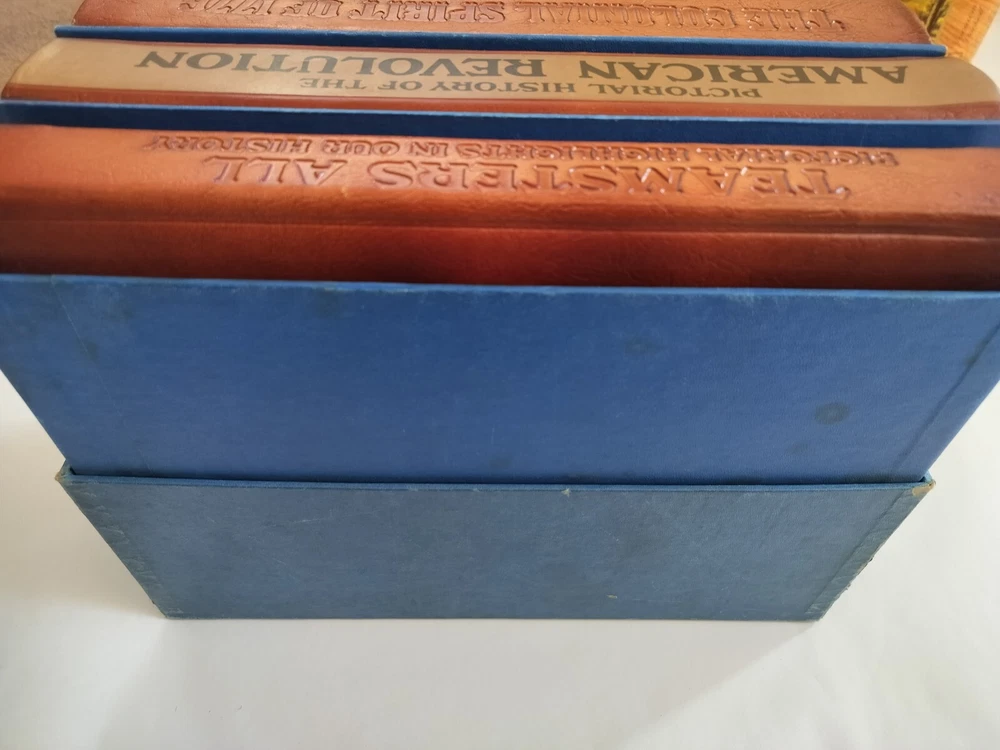 THE COLONIAL SPIRIT OF 1776
PICTORIAL HISTORY OF THE
AMERICAN REVOLUTION
TEAMSTERS ALL
PICTORIAL HIGHLIGHTS IN OUR HISTORY